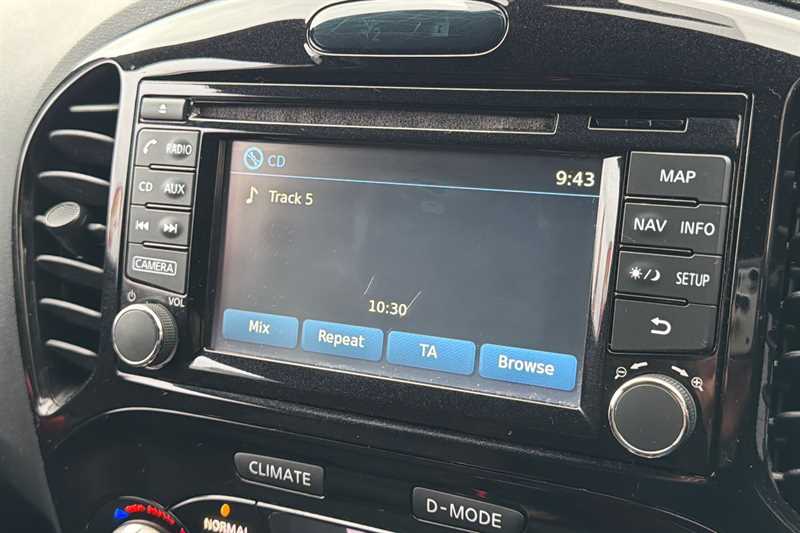 RADIO
CD AUX
CAMERA
VOL
CD
9:43
Track 5
10:30
Mix
Repeat
TA
Browse
MAP
NAV INFO
SETUP
CLIMATE
D-MODE
NORMAL